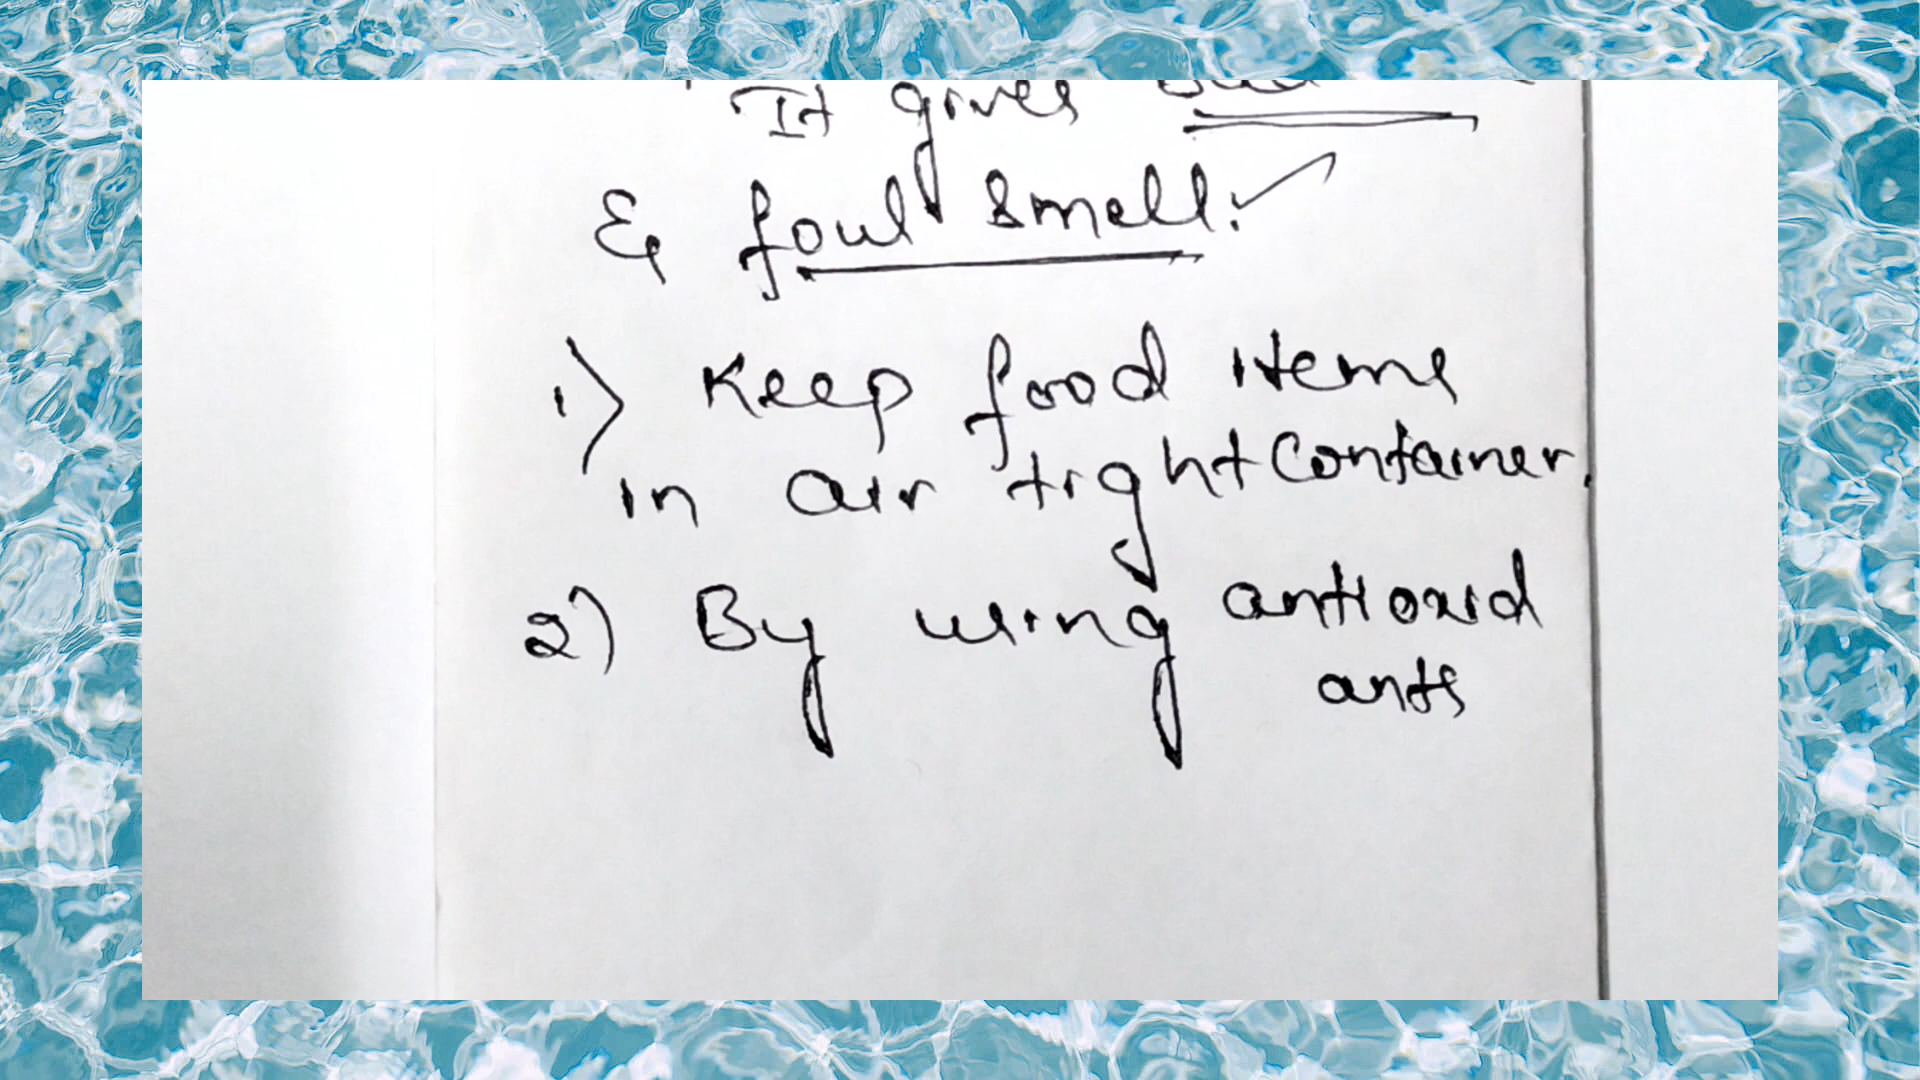 It gives
& foul smell.
1) Keep food items
in air tight container.
2) By using antioxid
ants